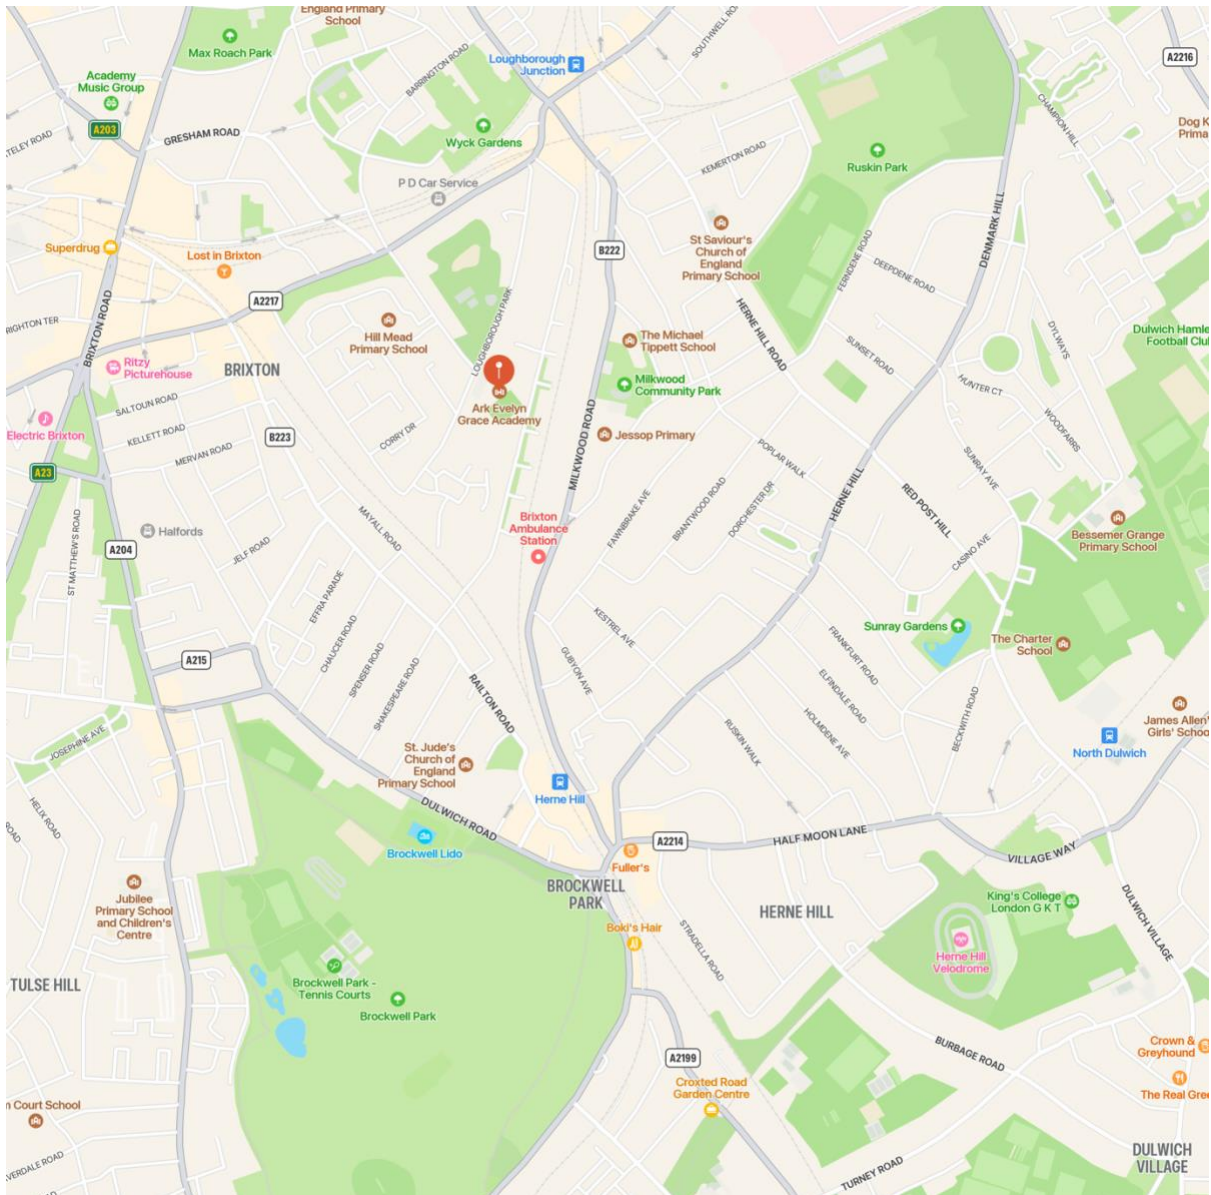 England Primary
School
Max Roach Park
Loughborough
Junction
SOUTHWELL RO
A2216
BARRINGTON ROAD
Academy
Music Group
A203
GRESHAM ROAD
Wyck Gardens
CHAMPION HILL
Dog K
Prima
TELEY ROAD
KEMERTON ROAD
Ruskin Park
P D Car Service
St Saviour's
Church of
England
Primary School
B222
DENMARK HILL
FERNDENE ROAD
DEEPDENE ROAD
Superdrug
Lost in Brixton
A2217
LOUGHBOROUGH PARK
HERNE HILL ROAD
BRIXTON ROAD
RIGHTON TER
Hill Mead
Primary School
The Michael
Tippett School
SUNSET ROAD
DYLWAYS
Dulwich Hamle
Football Clu
Ritzy
Picturehouse
BRIXTON
Milkwood
Community Park
HUNTER CT
Ark Evelyn
Grace Academy
SALTOUN ROAD
Electric Brixton
KELLETT ROAD
B223
CORRY DR
Jessop Primary
WOODFARRS
MERVAN ROAD
MILKWOOD ROAD
POPLAR WALK
SUNRAY AVE
A23
HERNE HILL
RED POST HILL
FAWNBRAKE AVE
BRANTWOOD ROAD
DORCHESTER DR
ST MATTHEW'S ROAD
Halfords
MAYALL ROAD
Brixton
Ambulance
Station
Bessemer Grange
Primary School
A204
JELF ROAD
CASINO AVE
EFFRA PARADE
CHAUCER ROAD
KESTREL AVE
Sunray Gardens
The Charter
School
A215
SPENSER ROAD
SHAKESPEARE ROAD
GUBYON AVE
FRANKFURT ROAD
ELFINDALE ROAD
RAILTON ROAD
HOLMDENE AVE
BECKWITH ROAD
James Allen'
Girls' Schoo
JOSEPHINE AVE
RUSKIN WALK
North Dulwich
St. Jude's
Church of
England
Primary School
Herne Hill
HELIX ROAD
ROAD
DULWICH ROAD
A2214
HALF MOON LANE
VILLAGE WAY
Brockwell Lido
Fuller's
BROCKWELL
PARK
Jubilee
Primary School
and Children's
Centre
HERNE HILL
King's College
London G K T
DULWICH VILLAGE
Boki's Hair
STRADELLA ROAD
Herne Hill
Velodrome
TULSE HILL
Brockwell Park -
Tennis Courts
Brockwell Park
BURBAGE ROAD
Crown &
Greyhound
A2199
Croxted Road
Garden Centre
The Real Gree
n Court School
DULWICH
VILLAGE
VERDALE ROAD
TURNEY ROAD